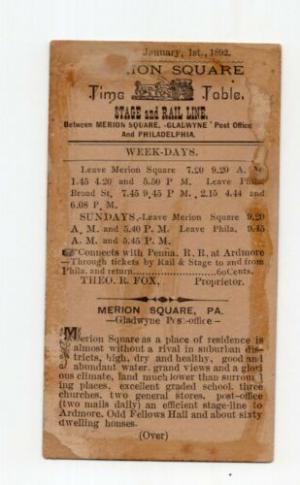 January, 1st., 1892.
ION SQUARE
Time Table.
STAGE and RAIL LINE.
Between MERION SQUARE, "GLADWYNE" Post Office
And PHILADELPHIA.
WEEK-DAYS.
Leave Merion Square 7.20 9.20 A. M
1.45 4.20 and 5.50 P M. Leave Phila
Broad St, 7.45 9,45 P M., 2.15 4.44 and
6.08 P. M.
SUNDAYS,-Leave Merion Square 9.20
A, M. and 5.40 P. M. Leave Phila, 9.45
A. M. and 5.45 P. M.
Connects with Penna, R, R, at Ardmore
—Through tickets by Rail & Stage to and from
Phila. and return 60Cents.
THEO. R. FOX, Proprietor.
MERION SQUARE, PA.
—Gladwyne Post-office—
Merion Square as a place of residence is
almost without a rival in suburban dis-
tricts, high, dry and healthy, good and
abundant water. grand views and a glori
ous climate, land much lower than surround
ing places, excellent graded school, three
churches, two general stores, post-office
(two mails daily) an efficient stage-line to
Ardmore, Odd Fellows Hall and about sixty
dwelling houses.
(Over)